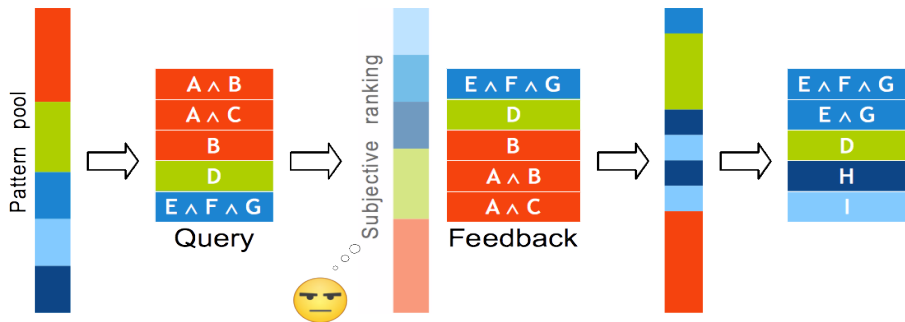 Pattern pool
A ∧ B
A ∧ C
B
D
E ∧ F ∧ G
Query
Subjective ranking
E ∧ F ∧ G
D
B
A ∧ B
A ∧ C
Feedback
E ∧ F ∧ G
E ∧ G
D
H
I